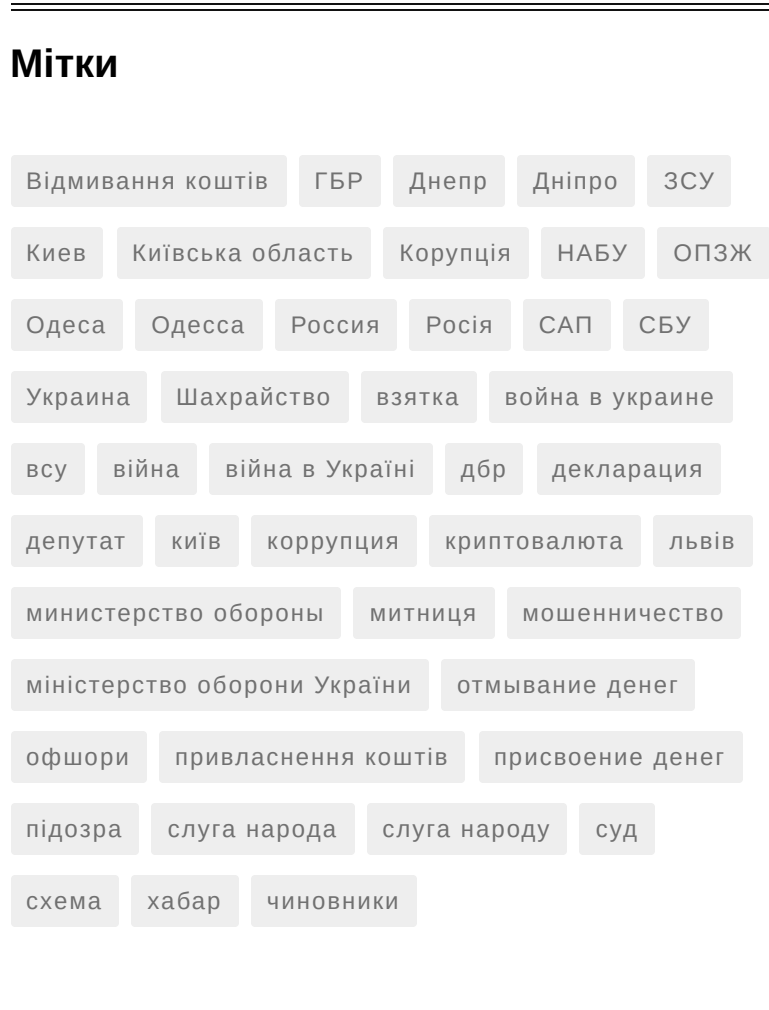 Мітки
Відмивання коштів ГБР Днепр Дніпро ЗСУ
Киев Київська область Корупція НАБУ ОПЗЖ
Одеса Одесса Россия Росія САП СБУ
Украина Шахрайство взятка война в украине
всу війна війна в Україні дбр декларация
депутат київ коррупция криптовалюта львів
министерство обороны митниця мошенничество
міністерство оборони України отмывание денег
офшори привласнення коштів присвоение денег
підозра слуга народа слуга народу суд
схема хабар чиновники